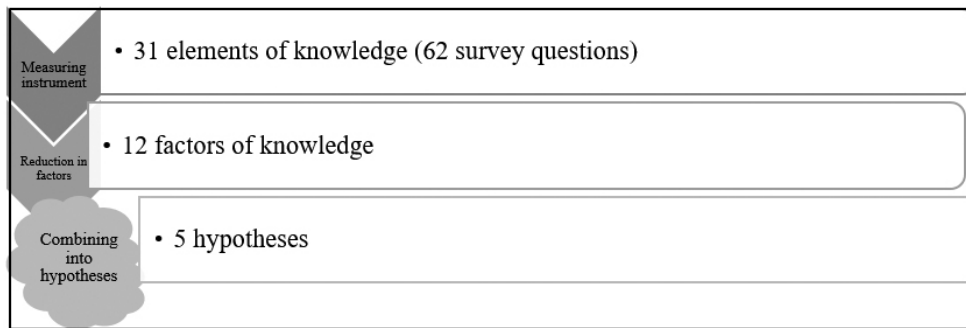 Measuring
instrument
• 31 elements of knowledge (62 survey questions)
Reduction in
factors
• 12 factors of knowledge
Combining
into
hypotheses
• 5 hypotheses